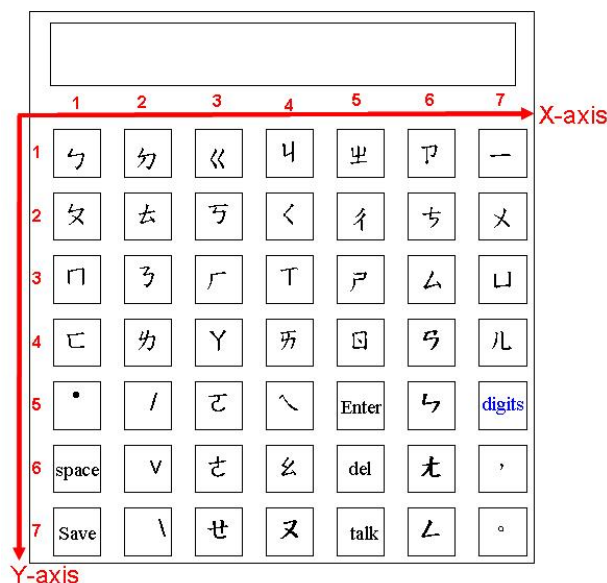 1 2 3 4 5 6 7
X-axis
1 ㄅ ㄉ ㄍ ㄐ ㄓ ㄗ ㄧ
2 ㄆ ㄊ ㄎ ㄑ ㄔ ㄘ ㄨ
3 ㄇ ㄋ ㄏ ㄒ ㄕ ㄙ ㄩ
4 ㄈ ㄌ ㄚ ㄞ ㄖ ㄢ ㄦ
5 ˙ ˊ ㄛ ㄟ Enter ㄣ digits
6 space ˇ ㄜ ㄠ del ㄤ ，
7 Save ˋ ㄝ ㄡ talk ㄥ 。
Y-axis